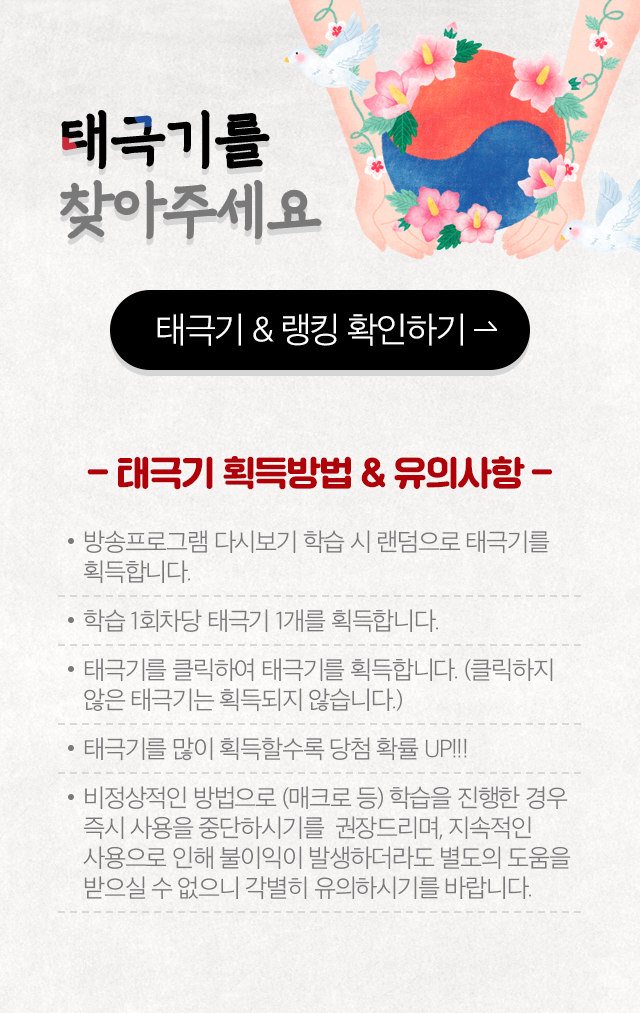 태극기를
찾아주세요
태극기 & 랭킹 확인하기 →
- 태극기 획득방법 & 유의사항 -
• 방송프로그램 다시보기 학습 시 랜덤으로 태극기를
획득합니다.
• 학습 1회차당 태극기 1개를 획득합니다.
• 태극기를 클릭하여 태극기를 획득합니다. (클릭하지
않은 태극기는 획득되지 않습니다.)
• 태극기를 많이 획득할수록 당첨 확률 UP!!!
• 비정상적인 방법으로 (매크로 등) 학습을 진행한 경우
즉시 사용을 중단하시기를 권장드리며, 지속적인
사용으로 인해 불이익이 발생하더라도 별도의 도움을
받으실 수 없으니 각별히 유의하시기를 바랍니다.